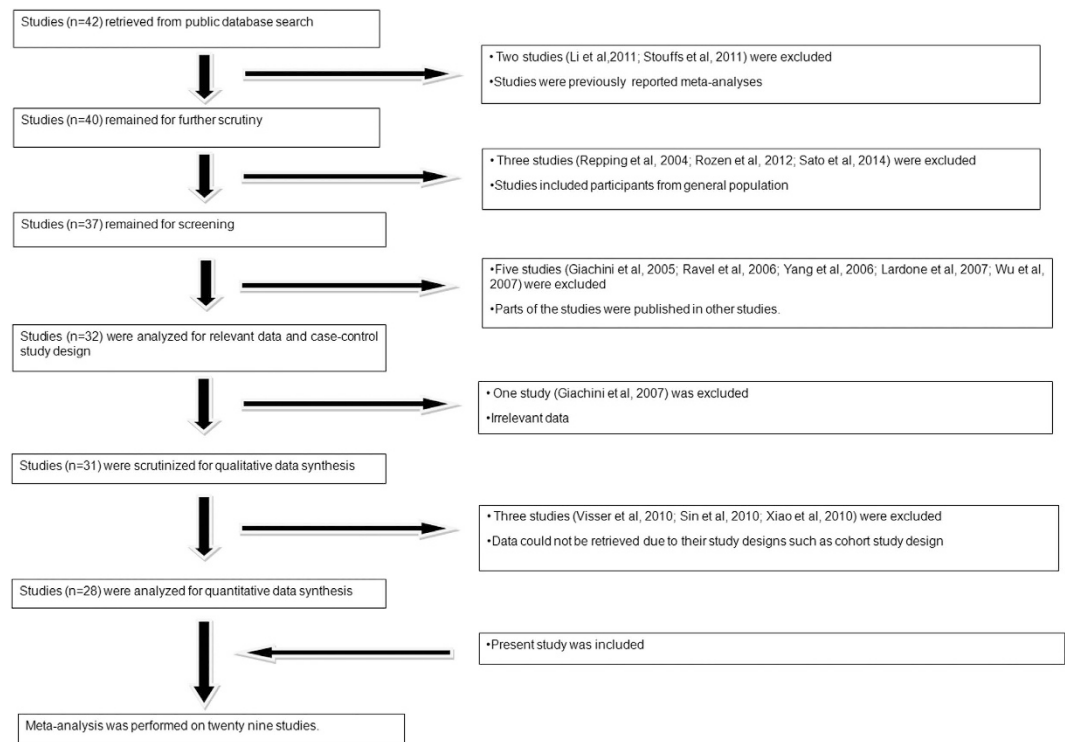 Studies (n=42) retrieved from public database search
• Two studies (Li et al,2011; Stouffs et al, 2011) were excluded
• Studies were previously reported meta-analyses
Studies (n=40) remained for further scrutiny
• Three studies (Repping et al, 2004; Rozen et al, 2012; Sato et al, 2014) were excluded
•Studies included participants from general population
Studies (n=37) remained for screening
•Five studies (Giachini et al, 2005; Ravel et al, 2006; Yang et al, 2006; Lardone et al, 2007; Wu et al,
2007) were excluded
•Parts of the studies were published in other studies.
Studies (n=32) were analyzed for relevant data and case-control
study design
• One study (Giachini et al, 2007) was excluded
•Irrelevant data
Studies (n=31) were scrutinized for qualitative data synthesis
• Three studies (Visser et al, 2010; Sin et al, 2010; Xiao et al, 2010) were excluded
•Data could not be retrieved due to their study designs such as cohort study design
Studies (n=28) were analyzed for quantitative data synthesis
•Present study was included
Meta-analysis was performed on twenty nine studies.